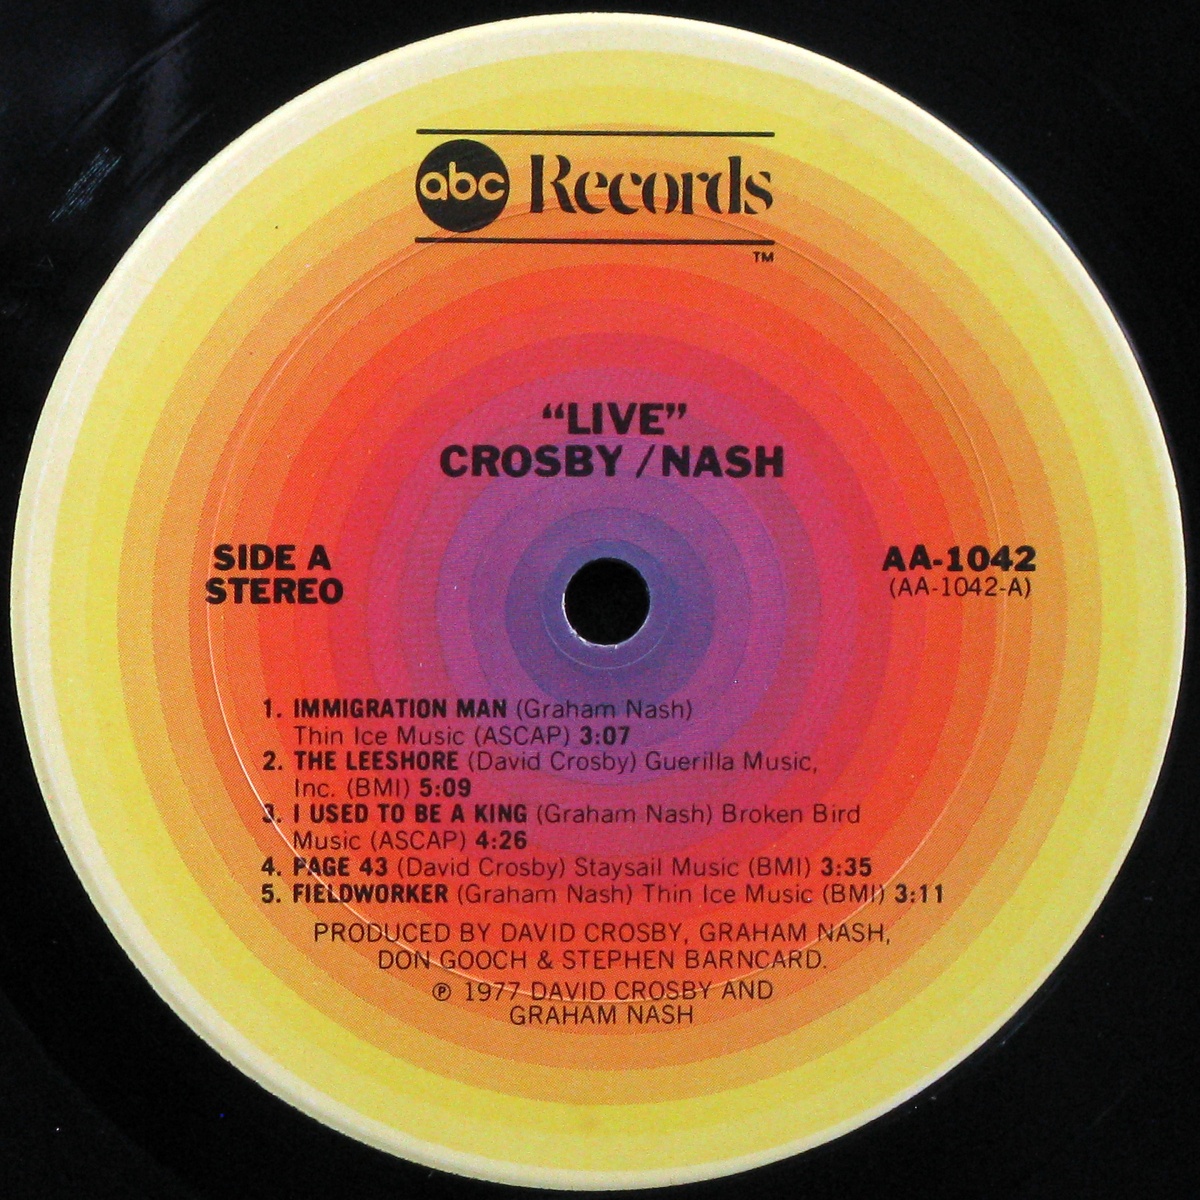 abc Records
TM
“LIVE”
CROSBY /NASH
SIDE A
STEREO
AA-1042
(AA-1042-A)
1. IMMIGRATION MAN (Graham Nash)
Thin Ice Music (ASCAP) 3:07
2. THE LEESHORE (David Crosby) Guerilla Music,
Inc. (BMI) 5:09
3. I USED TO BE A KING (Graham Nash) Broken Bird
Music (ASCAP) 4:26
4. PAGE 43 (David Crosby) Staysail Music (BMI) 3:35
5. FIELDWORKER (Graham Nash) Thin Ice Music (BMI) 3:11
PRODUCED BY DAVID CROSBY, GRAHAM NASH,
DON GOOCH & STEPHEN BARNCARD.
℗ 1977 DAVID CROSBY AND
GRAHAM NASH